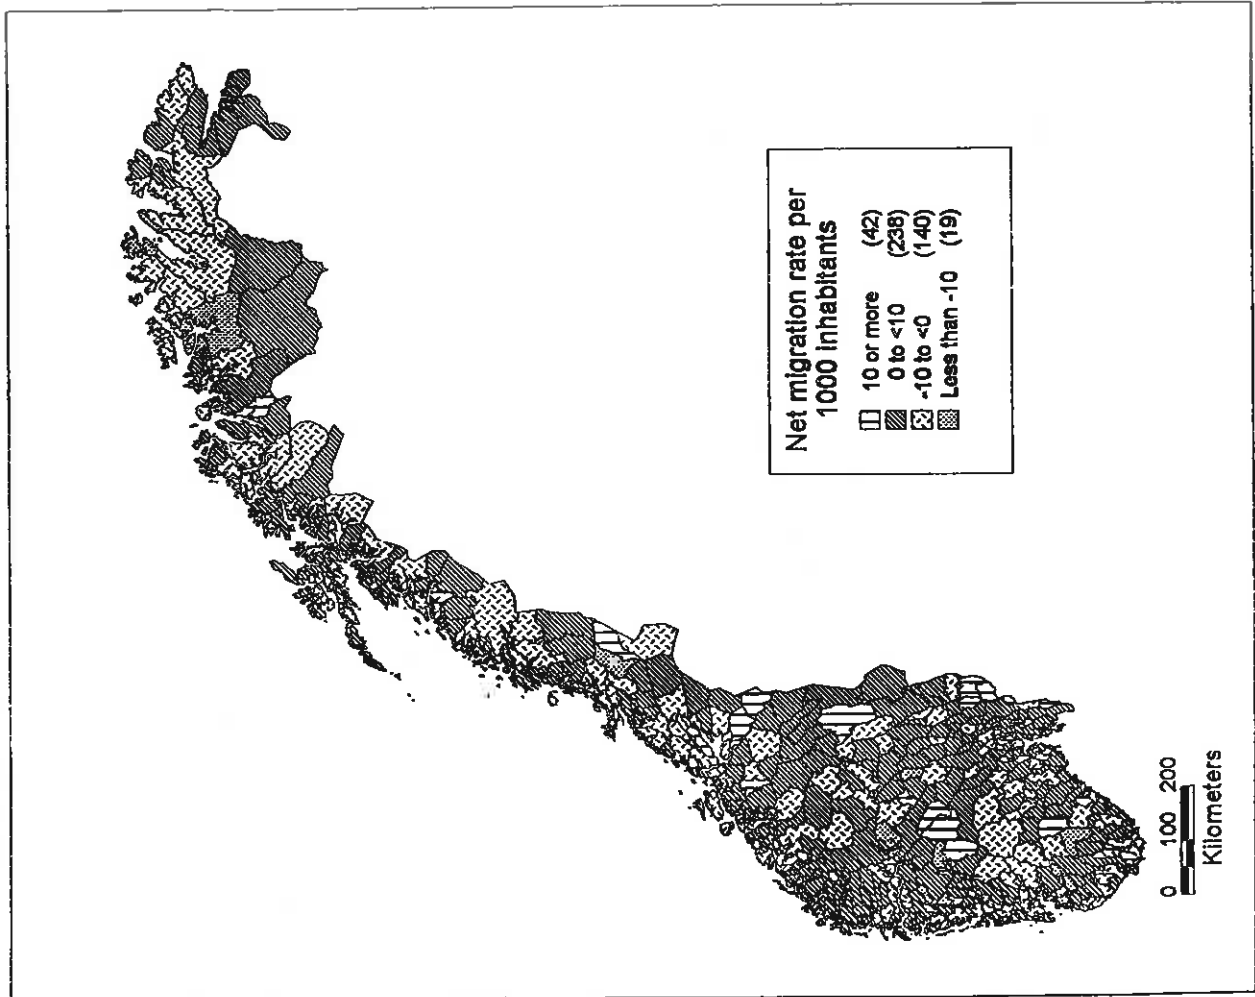 Net migration rate per
1000 inhabitants
10 or more (42)
0 to <10 (238)
-10 to <0 (140)
Less than -10 (19)
0 100 200
Kilometers